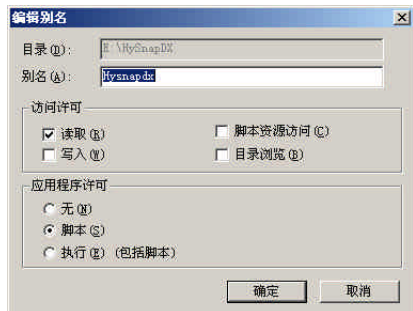 编辑别名
目录(D): E:\HySnapDX
别名(A): Hysnapdx
访问许可
读取(R) 脚本资源访问(C)
写入(W) 目录浏览(B)
应用程序许可
无(N)
脚本(S)
执行(E) (包括脚本)
确定 取消